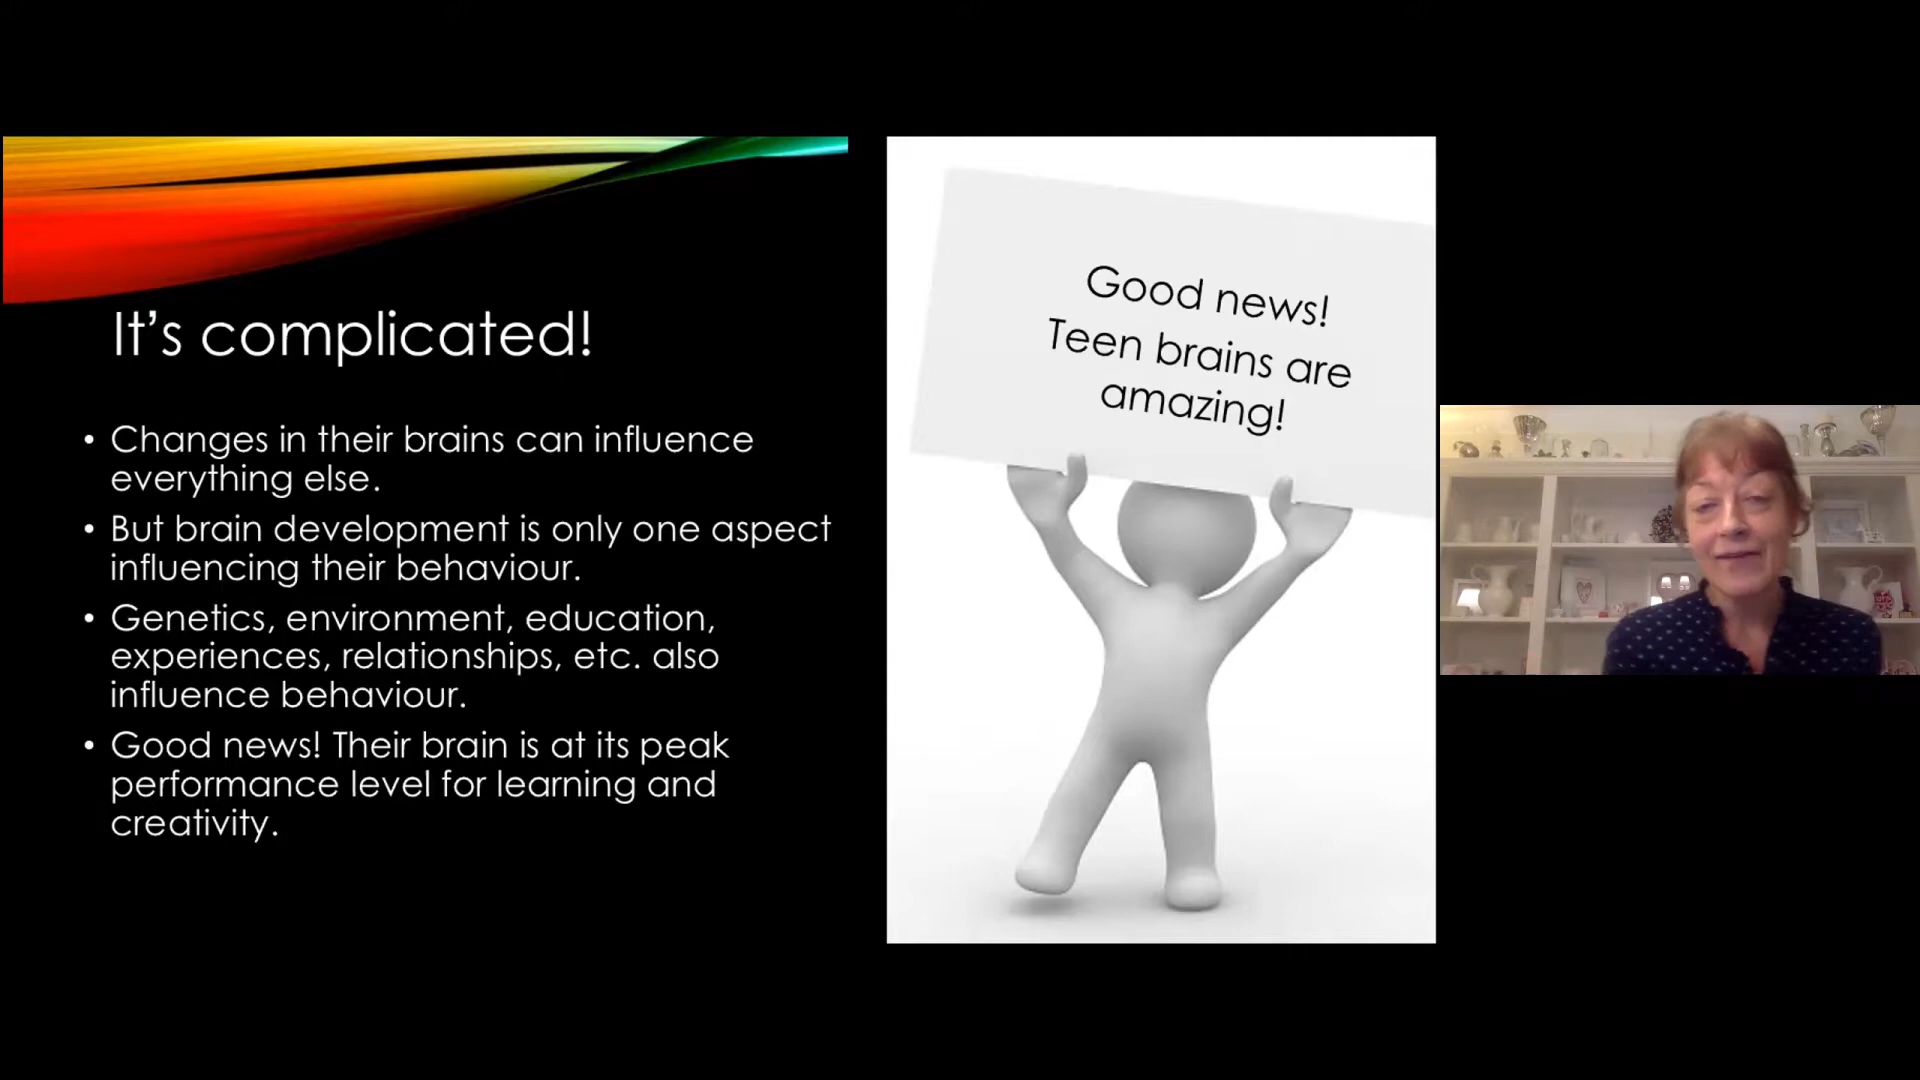 It’s complicated!
• Changes in their brains can influence
everything else.
• But brain development is only one aspect
influencing their behaviour.
• Genetics, environment, education,
experiences, relationships, etc. also
influence behaviour.
• Good news! Their brain is at its peak
performance level for learning and
creativity.
Good news!
Teen brains are
amazing!